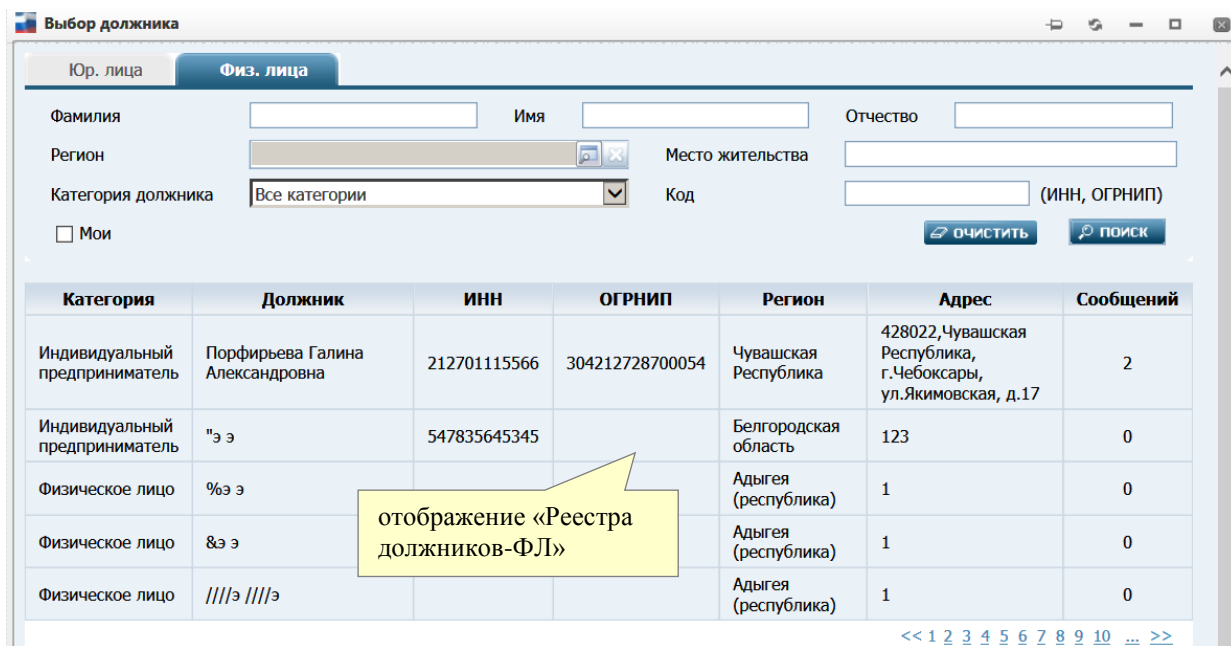 Выбор должника
Юр. лица
Физ. лица
Фамилия
Имя
Отчество
Регион
Место жительства
Категория должника
Все категории
Код
(ИНН, ОГРНИП)
Мои
ОЧИСТИТЬ
ПОИСК
Категория Должник ИНН ОГРНИП Регион Адрес Сообщений
Индивидуальный
предприниматель
Порфирьева Галина
Александровна
212701115566
304212728700054
Чувашская
Республика
428022,Чувашская
Республика,
г.Чебоксары,
ул.Якимовская, д.17
2
Индивидуальный
предприниматель
"э э
547835645345
Белгородская
область
123
0
Физическое лицо
%э э
Адыгея
(республика)
1
0
отображение «Реестра
должников-ФЛ»
Физическое лицо
&э э
Адыгея
(республика)
1
0
Физическое лицо
////э ////э
Адыгея
(республика)
1
0
<< 1 2 3 4 5 6 7 8 9 10 ... >>